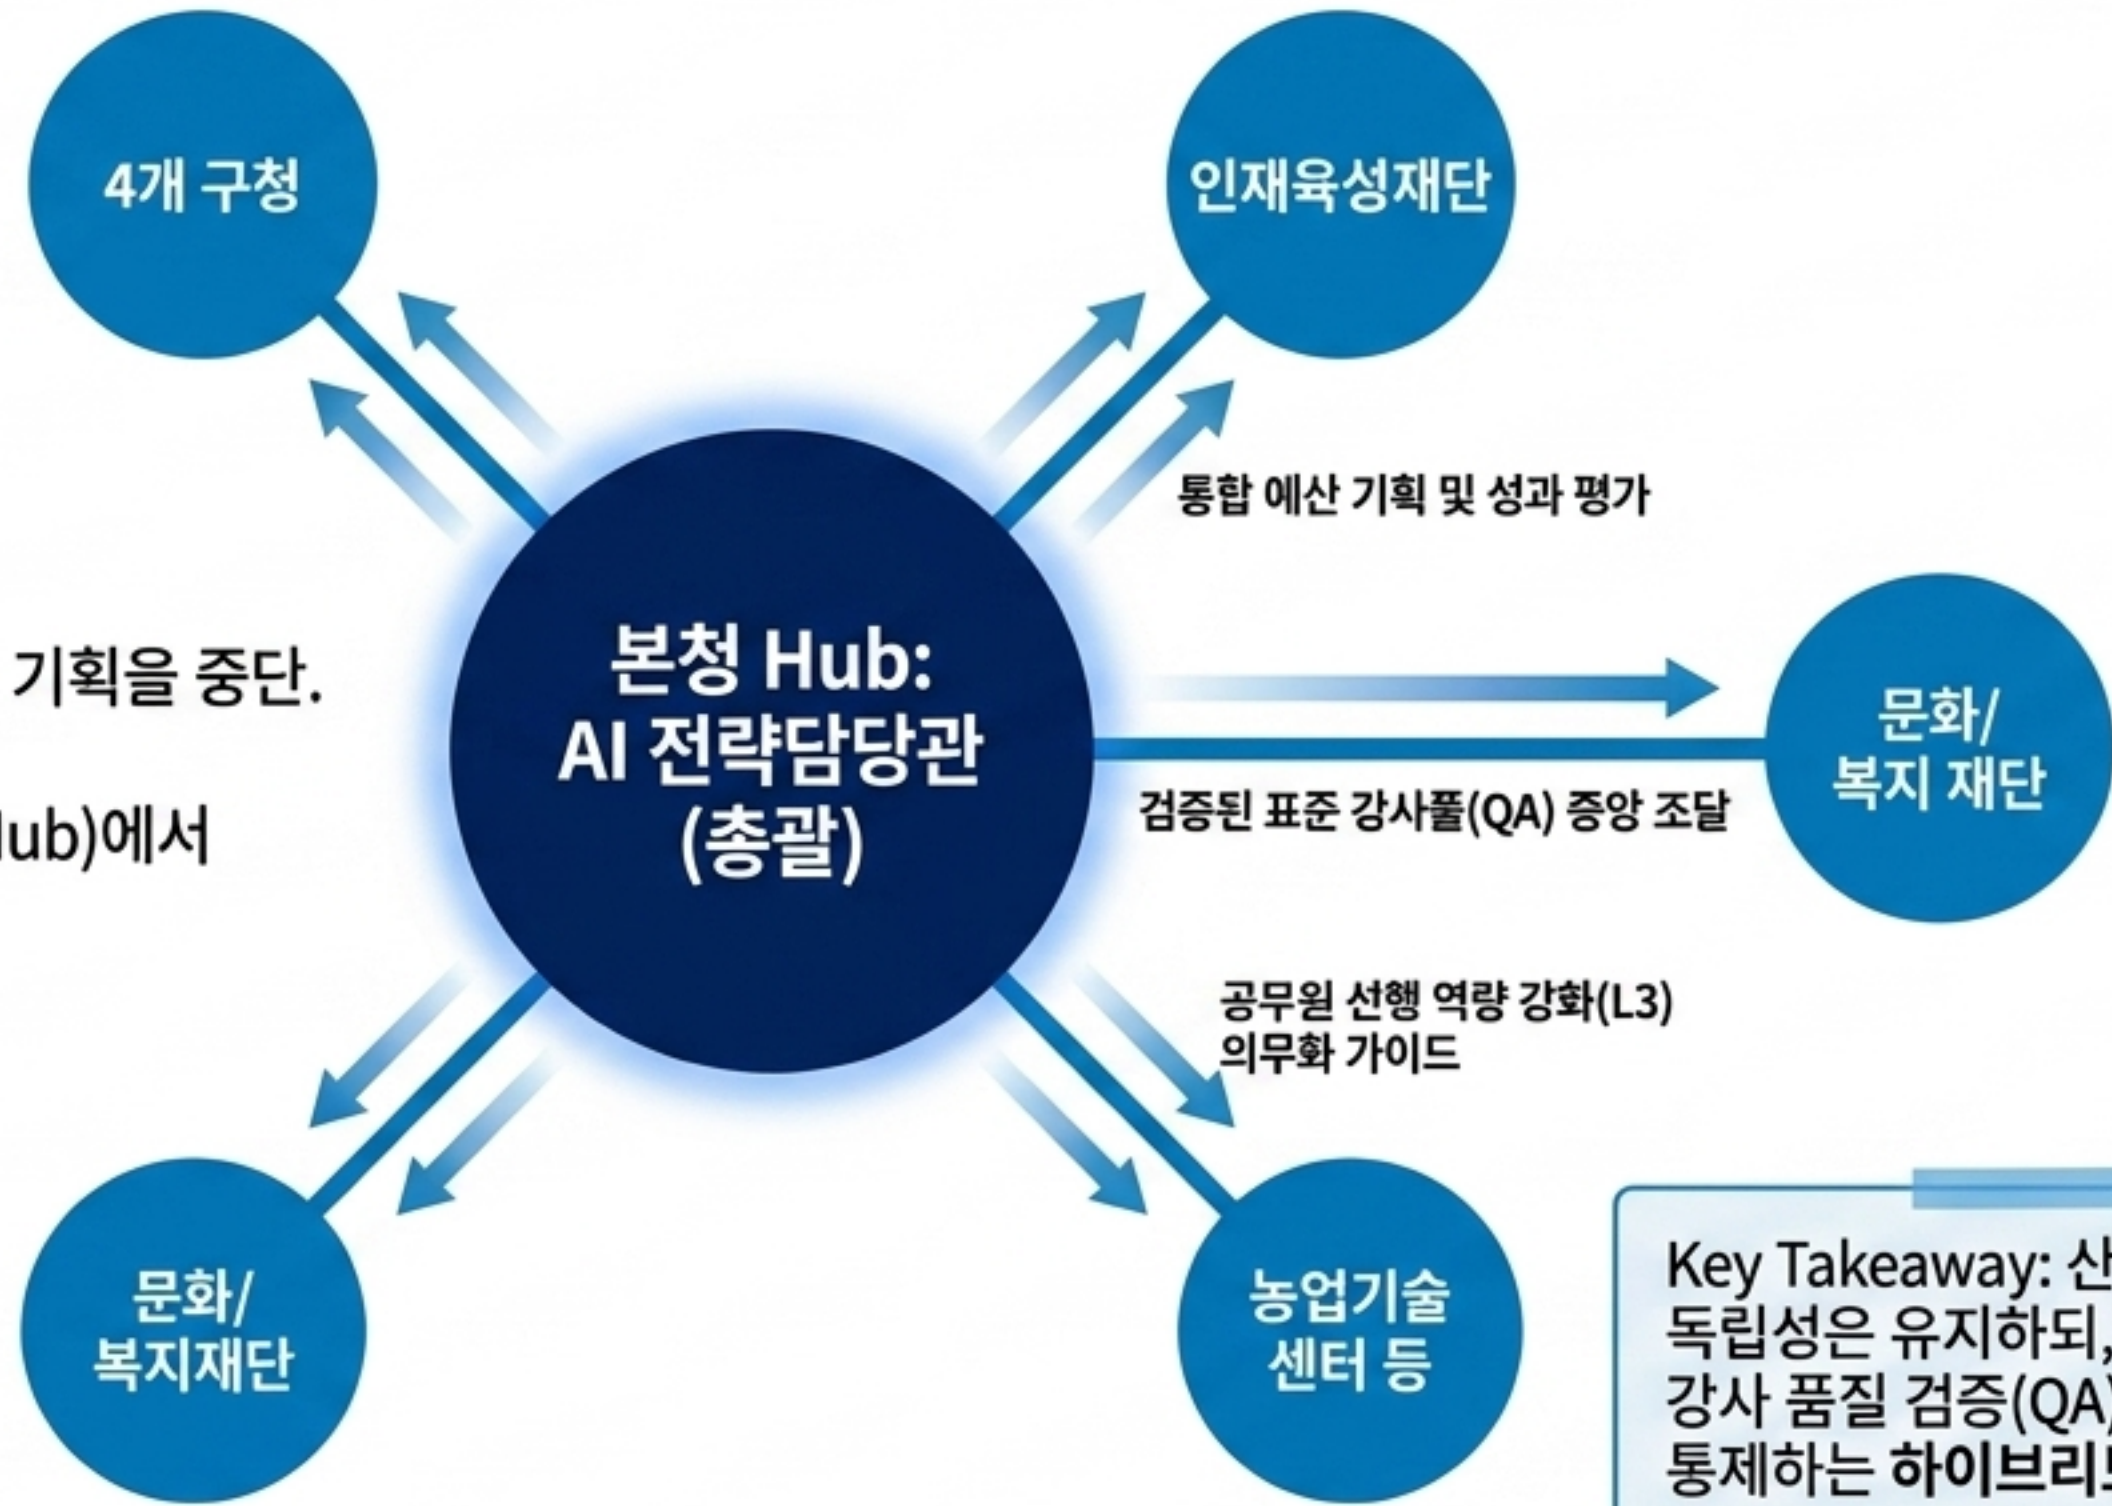 4개 구청
인재육성재단
통합 예산 기획 및 성과 평가
기획을 중단.
본청 Hub:
AI 전략담당관
(총괄)
문화/
복지 재단
검증된 표준 강사풀(QA) 증앙 조달
lub)에서
공무원 선행 역량 강화(L3)
의무화 가이드
문화/
복지재단
농업기술
센터 등
Key Takeaway: 산
독립성은 유지하되,
강사 품질 검증(QA)
통제하는 하이브리드